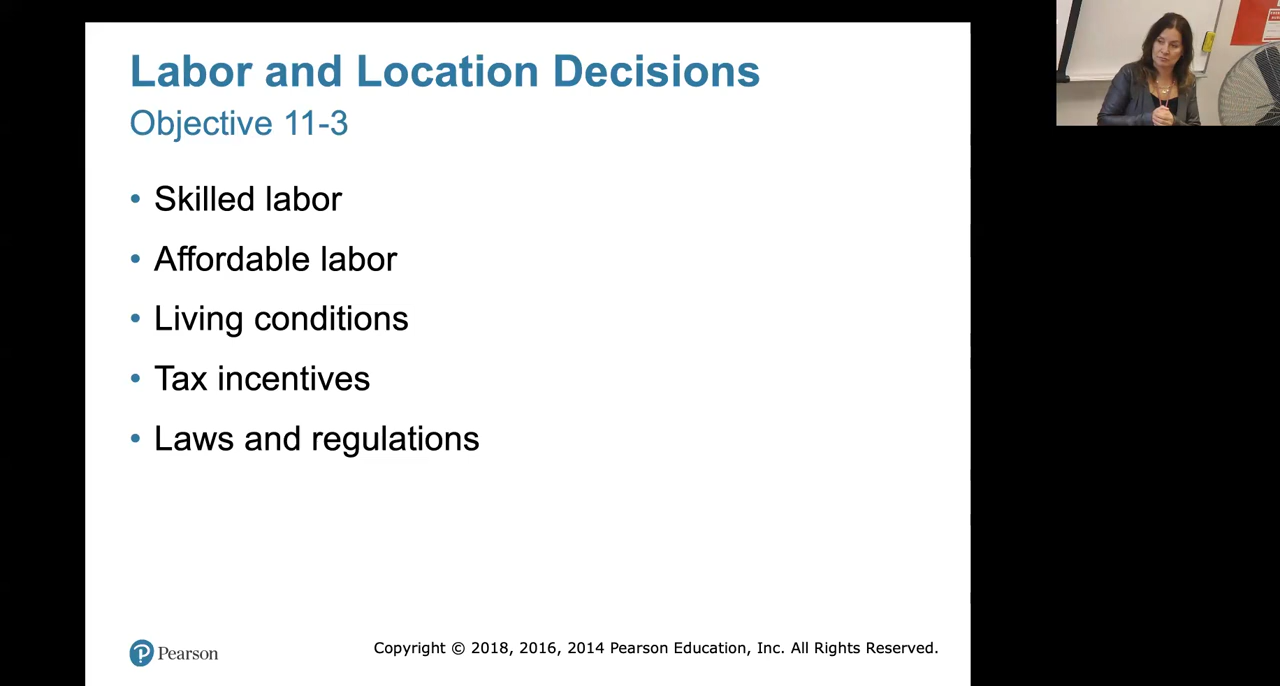 Labor and Location Decisions
Objective 11-3
• Skilled labor
• Affordable labor
• Living conditions
• Tax incentives
• Laws and regulations
Pearson
Copyright © 2018, 2016, 2014 Pearson Education, Inc. All Rights Reserved.